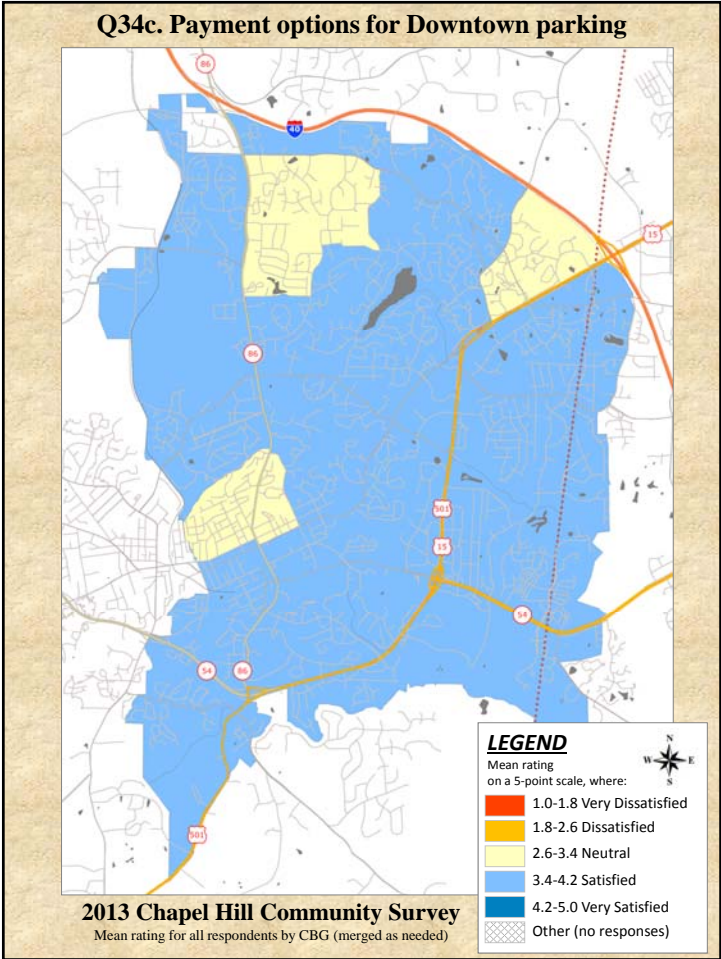 Q34c. Payment options for Downtown parking
86
40
15
86
501
15
54
54
86
501
LEGEND
Mean rating
on a 5-point scale, where:
N
W E
S
1.0-1.8 Very Dissatisfied
1.8-2.6 Dissatisfied
2.6-3.4 Neutral
3.4-4.2 Satisfied
4.2-5.0 Very Satisfied
Other (no responses)
2013 Chapel Hill Community Survey
Mean rating for all respondents by CBG (merged as needed)